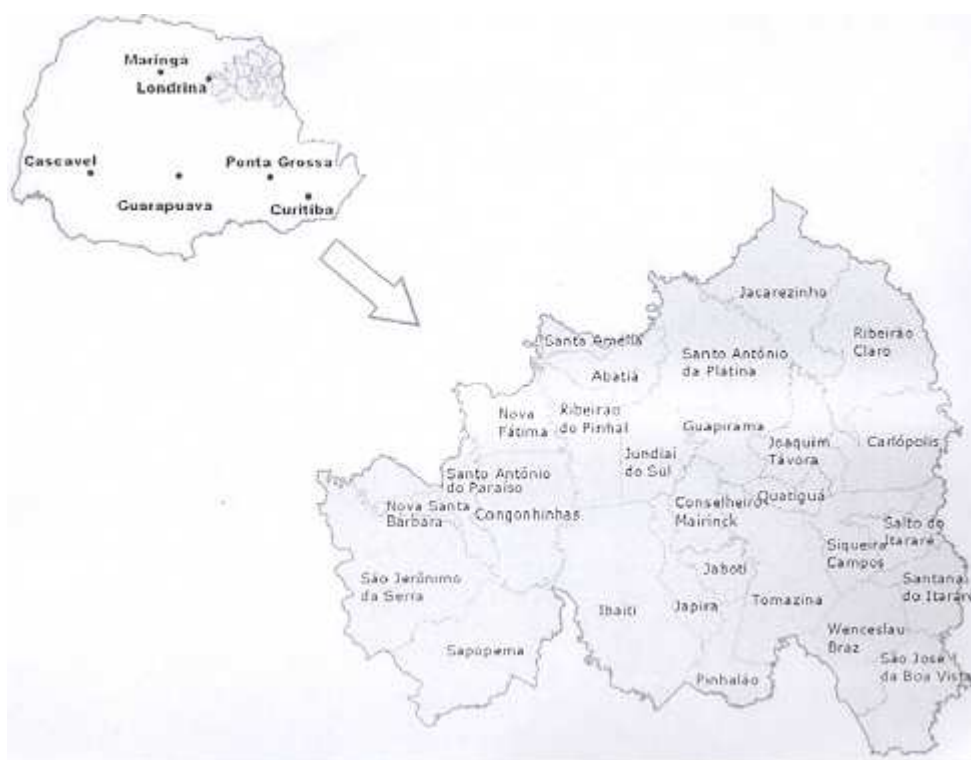 Maringá
Londrina
Cascavel
Ponta Grossa
Guarapuava
Curitiba
Jacarezinho
Ribeirão
Claro
Santa Amélia
Santo Antônio
da Platina
Abatiá
Nova
Fátima
Ribeirão
do Pinhal
Guapirama
Joaquim
Távora
Carlópolis
Jundiaí
do Sul
Santo Antônio
do Paraíso
Nova Santa
Bárbara
Congonhinhas
Conselheiro
Mairinck
Quatiguá
Salto do
Itararé
Siqueira
Campos
São Jerônimo
da Serra
Jaboti
Santana
do Itararé
Ibaiti
Japira
Tomazina
Wenceslau
Braz
Sapopema
São José
da Boa Vista
Pinhalão